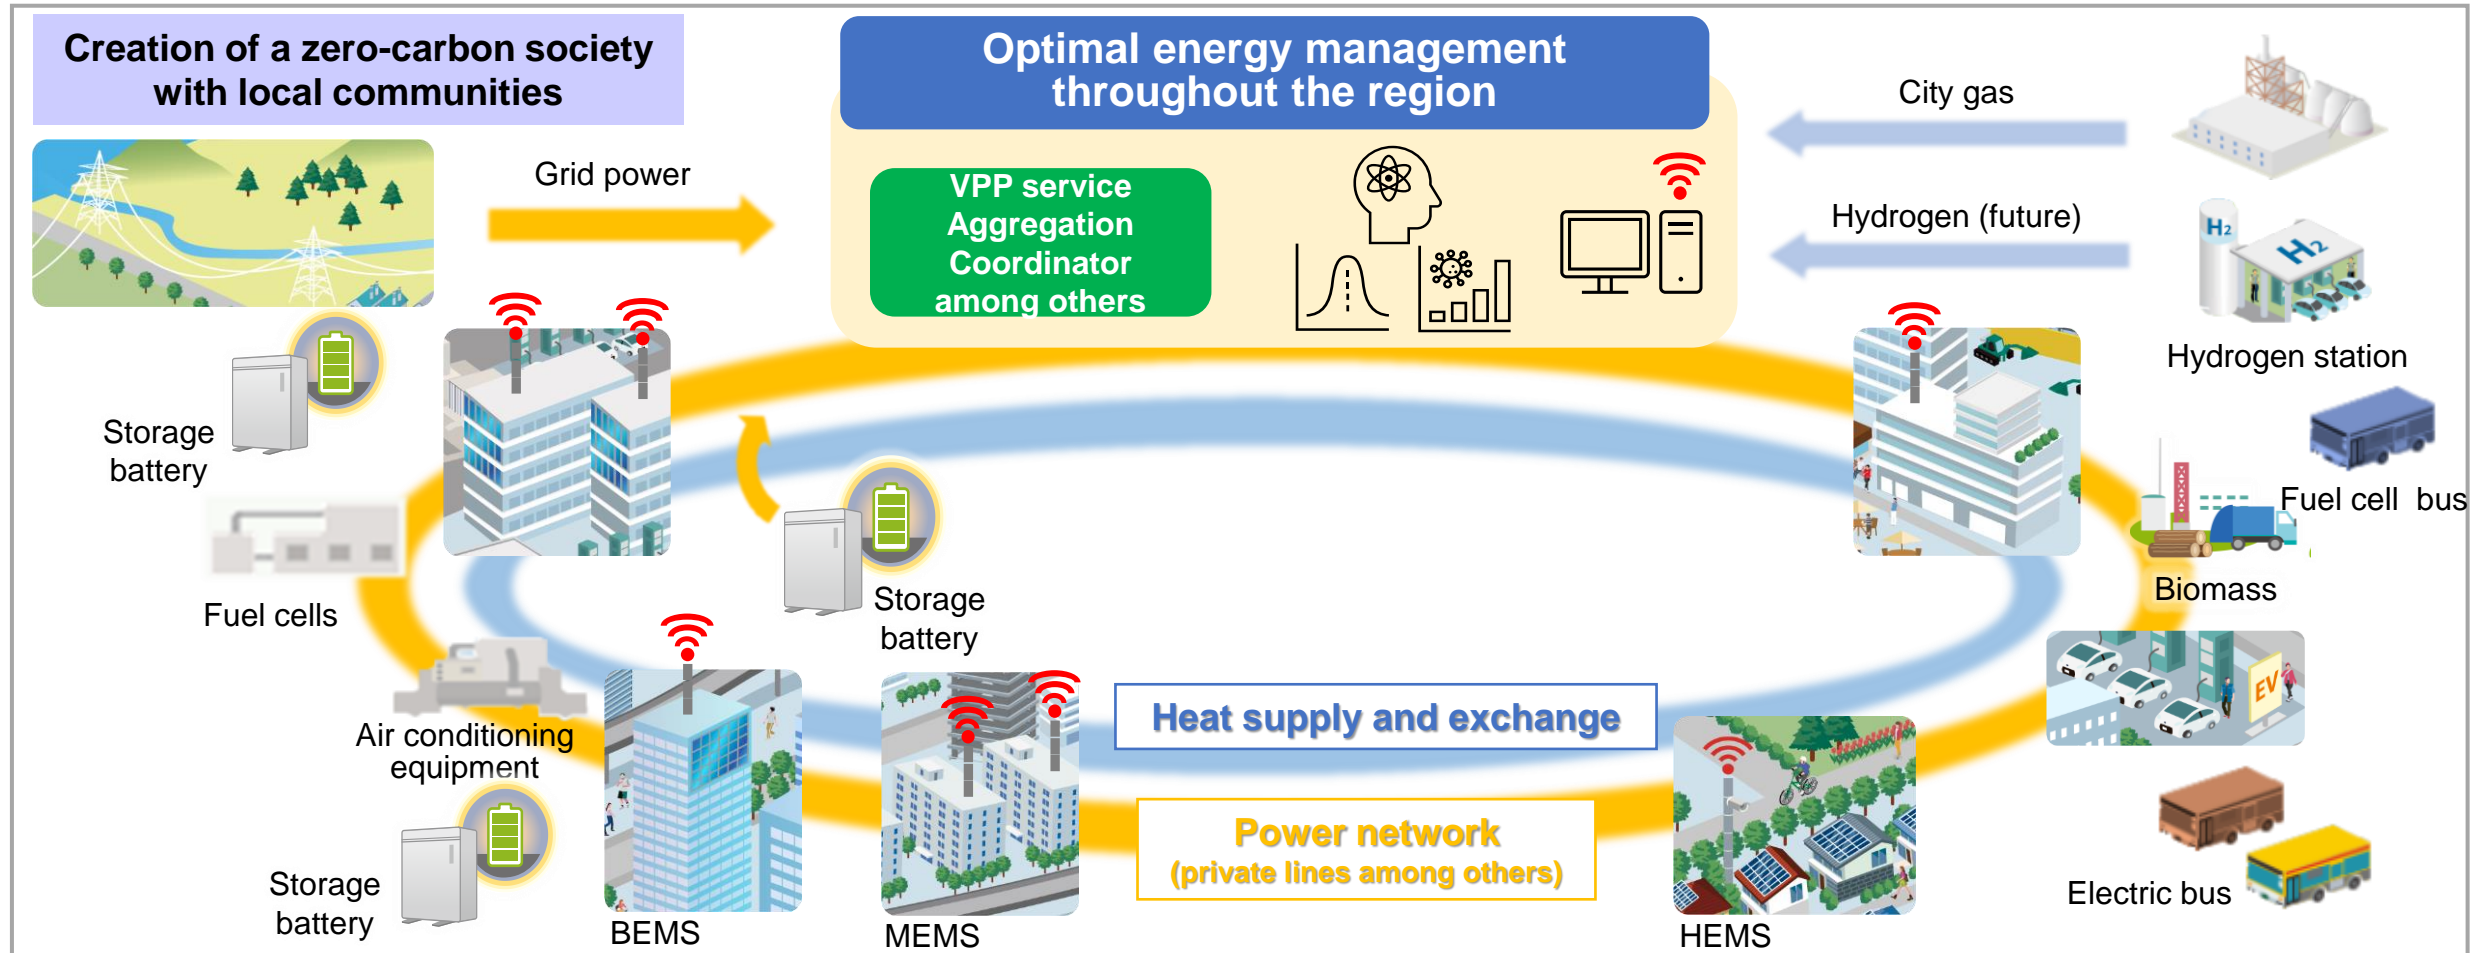 Creation of a zero-carbon society
with local communities
Optimal energy management
throughout the region
City gas
Grid power
VPP service
Aggregation
Coordinator
among others
Hydrogen (future)
H2
H2
Hydrogen station
Storage
battery
Fuel cell bus
Fuel cells
Storage
battery
Biomass
EV
Heat supply and exchange
Air conditioning
equipment
Power network
(private lines among others)
Storage
battery
Electric bus
BEMS
MEMS
HEMS